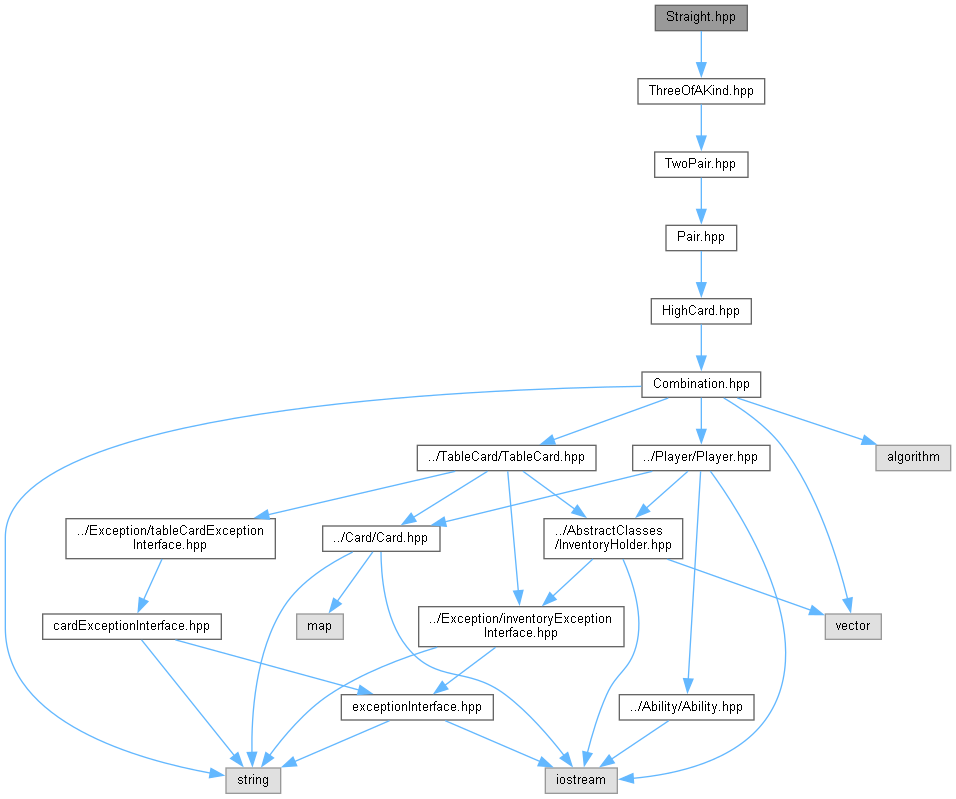 Straight.hpp
ThreeOfAKind.hpp
TwoPair.hpp
Pair.hpp
HighCard.hpp
Combination.hpp
../TableCard/TableCard.hpp
../Player/Player.hpp
algorithm
../Exception/tableCardException
Interface.hpp
../Card/Card.hpp
../AbstractClasses
/InventoryHolder.hpp
cardExceptionInterface.hpp
map
../Exception/inventoryException
Interface.hpp
vector
exceptionInterface.hpp
../Ability/Ability.hpp
string
iostream